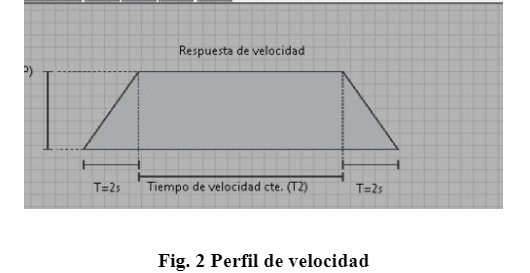 Respuesta de velocidad
T=2s
Tiempo de velocidad cte. (T2)
T=2s
Fig. 2 Perfil de velocidad